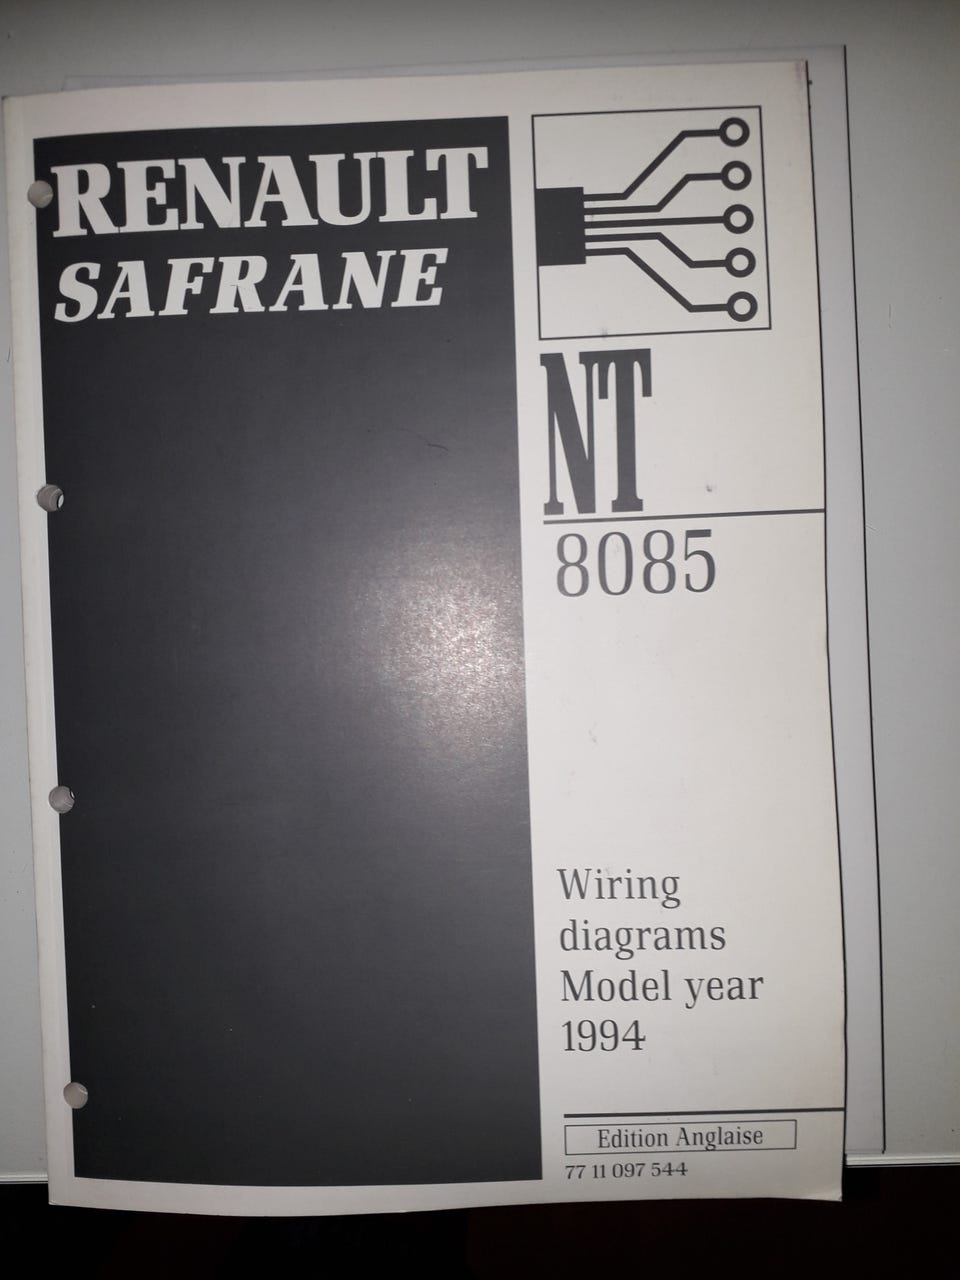 RENAULT
SAFRANE
NT
8085
Wiring
diagrams
Model year
1994
Edition Anglaise
77 11 097 544